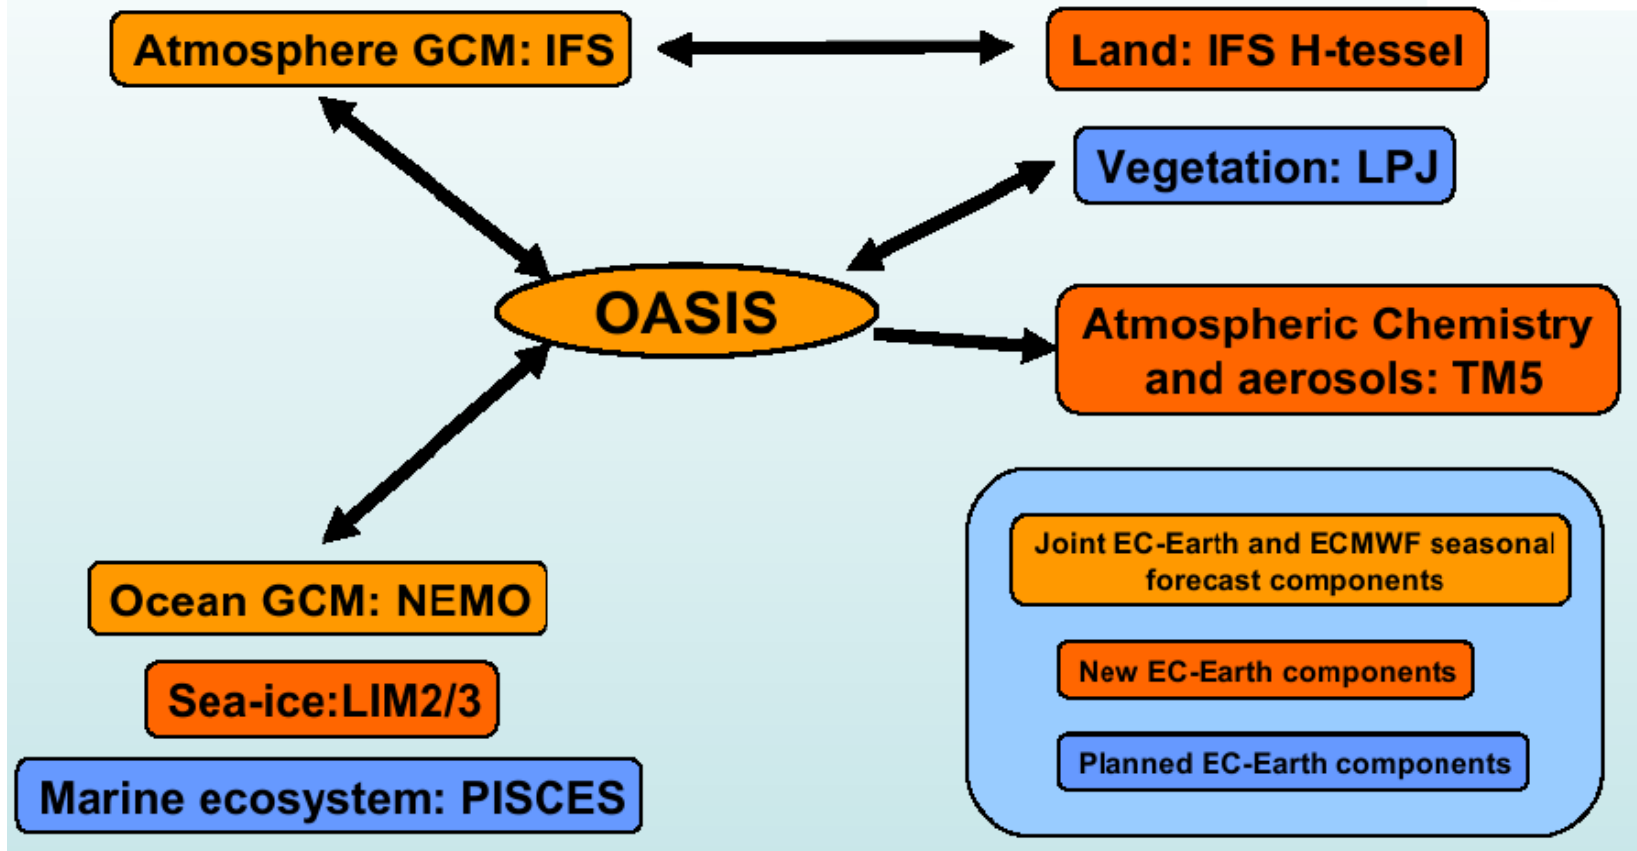 Atmosphere GCM: IFS
Land: IFS H-tessel
Vegetation: LPJ
OASIS
Atmospheric Chemistry
and aerosols: TM5
Ocean GCM: NEMO
Sea-ice:LIM2/3
Marine ecosystem: PISCES
Joint EC-Earth and ECMWF seasonal
forecast components
New EC-Earth components
Planned EC-Earth components